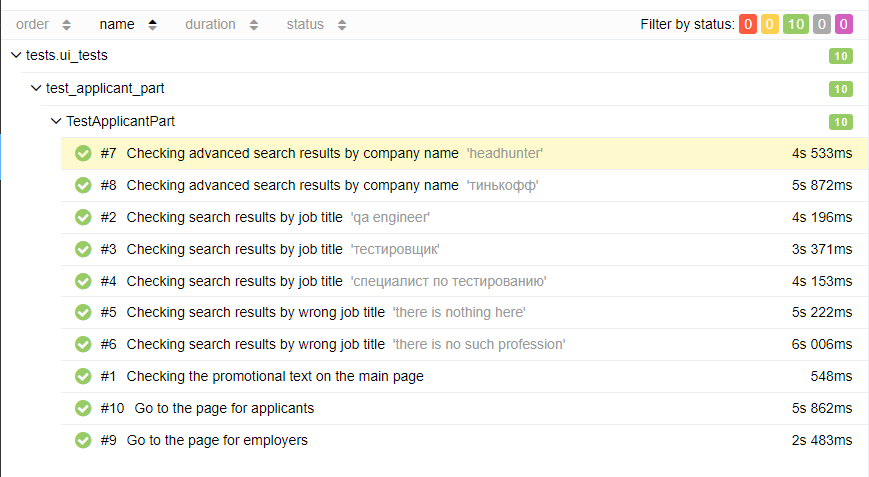 order name duration status Filter by status: 0 0 10 0 0
tests.ui_tests 10
test_applicant_part 10
TestApplicantPart 10
#7 Checking advanced search results by company name 'headhunter' 4s 533ms
#8 Checking advanced search results by company name 'тинькофф' 5s 872ms
#2 Checking search results by job title 'qa engineer' 4s 196ms
#3 Checking search results by job title 'тестировщик' 3s 371ms
#4 Checking search results by job title 'специалист по тестированию' 4s 153ms
#5 Checking search results by wrong job title 'there is nothing here' 5s 222ms
#6 Checking search results by wrong job title 'there is no such profession' 6s 006ms
#1 Checking the promotional text on the main page 548ms
#10 Go to the page for applicants 5s 862ms
#9 Go to the page for employers 2s 483ms